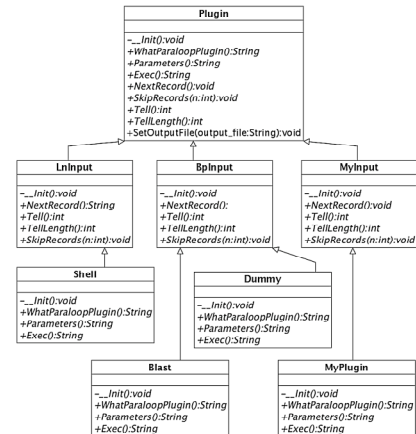 Plugin
-__Init():void
+WhatParaloopPlugin():String
+Parameters():String
+Exec():String
+NextRecord():void
+SkipRecords(n:int):void
+Tell():int
+TellLength():int
+SetOutputFile(output_file:String):void
LnInput
-__Init():void
+NextRecord():String
+Tell():int
+TellLength():int
+SkipRecords(n:int):void
BpInput
-__Init():void
+NextRecord():
+Tell():int
+TellLength():int
+SkipRecords(n:int):void
MyInput
-__Init():void
+NextRecord():void
+Tell():int
+TellLength():int
+SkipRecords(n:int):void
Shell
-__Init():void
+WhatParaloopPlugin():String
+Parameters():String
+Exec():String
Dummy
-__Init():void
+WhatParaloopPlugin():String
+Parameters():String
+Exec():String
Blast
-__Init():void
+WhatParaloopPlugin():String
+Parameters():String
+Exec():String
MyPlugin
-__Init():void
+WhatParaloopPlugin():String
+Parameters():String
+Exec():String